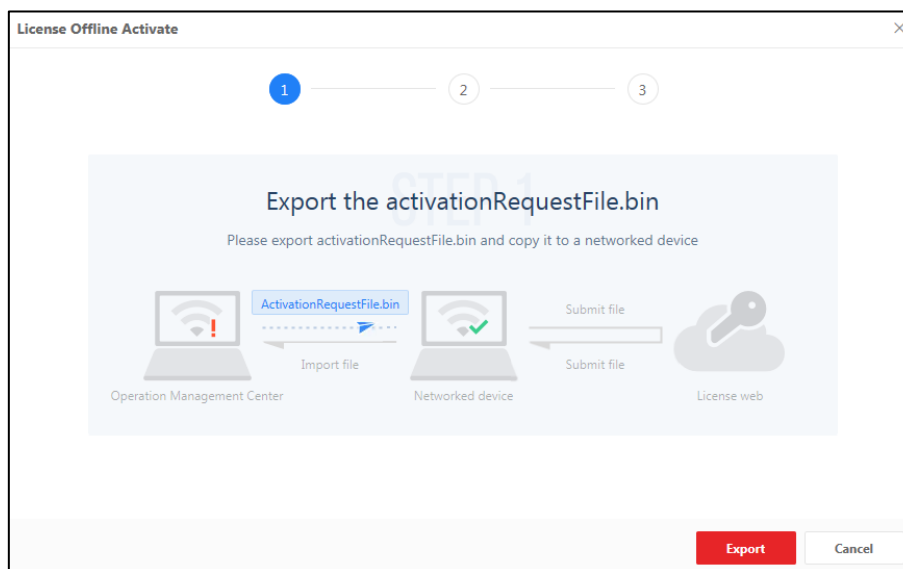 License Offline Activate
1
2
3
STEP 1
Export the activationRequestFile.bin
Please export activationRequestFile.bin and copy it to a networked device
ActivationRequestFile.bin
Submit file
Import file
Submit file
Operation Management Center
Networked device
License web
Export
Cancel